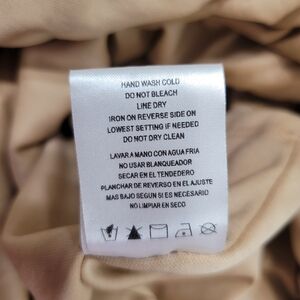 HAND WASH COLD
DO NOT BLEACH
LINE DRY
IRON ON REVERSE SIDE ON
LOWEST SETTING IF NEEDED
DO NOT DRY CLEAN
LAVAR A MANO CON AGUA FRIA
NO USAR BLANQUEADOR
SECAR EN EL TENDEDERO
PLANCHAR DE REVERSO EN EL AJUSTE
MAS BAJO SEGUN SI ES NECESARIO
NO LIMPIAR EN SECO